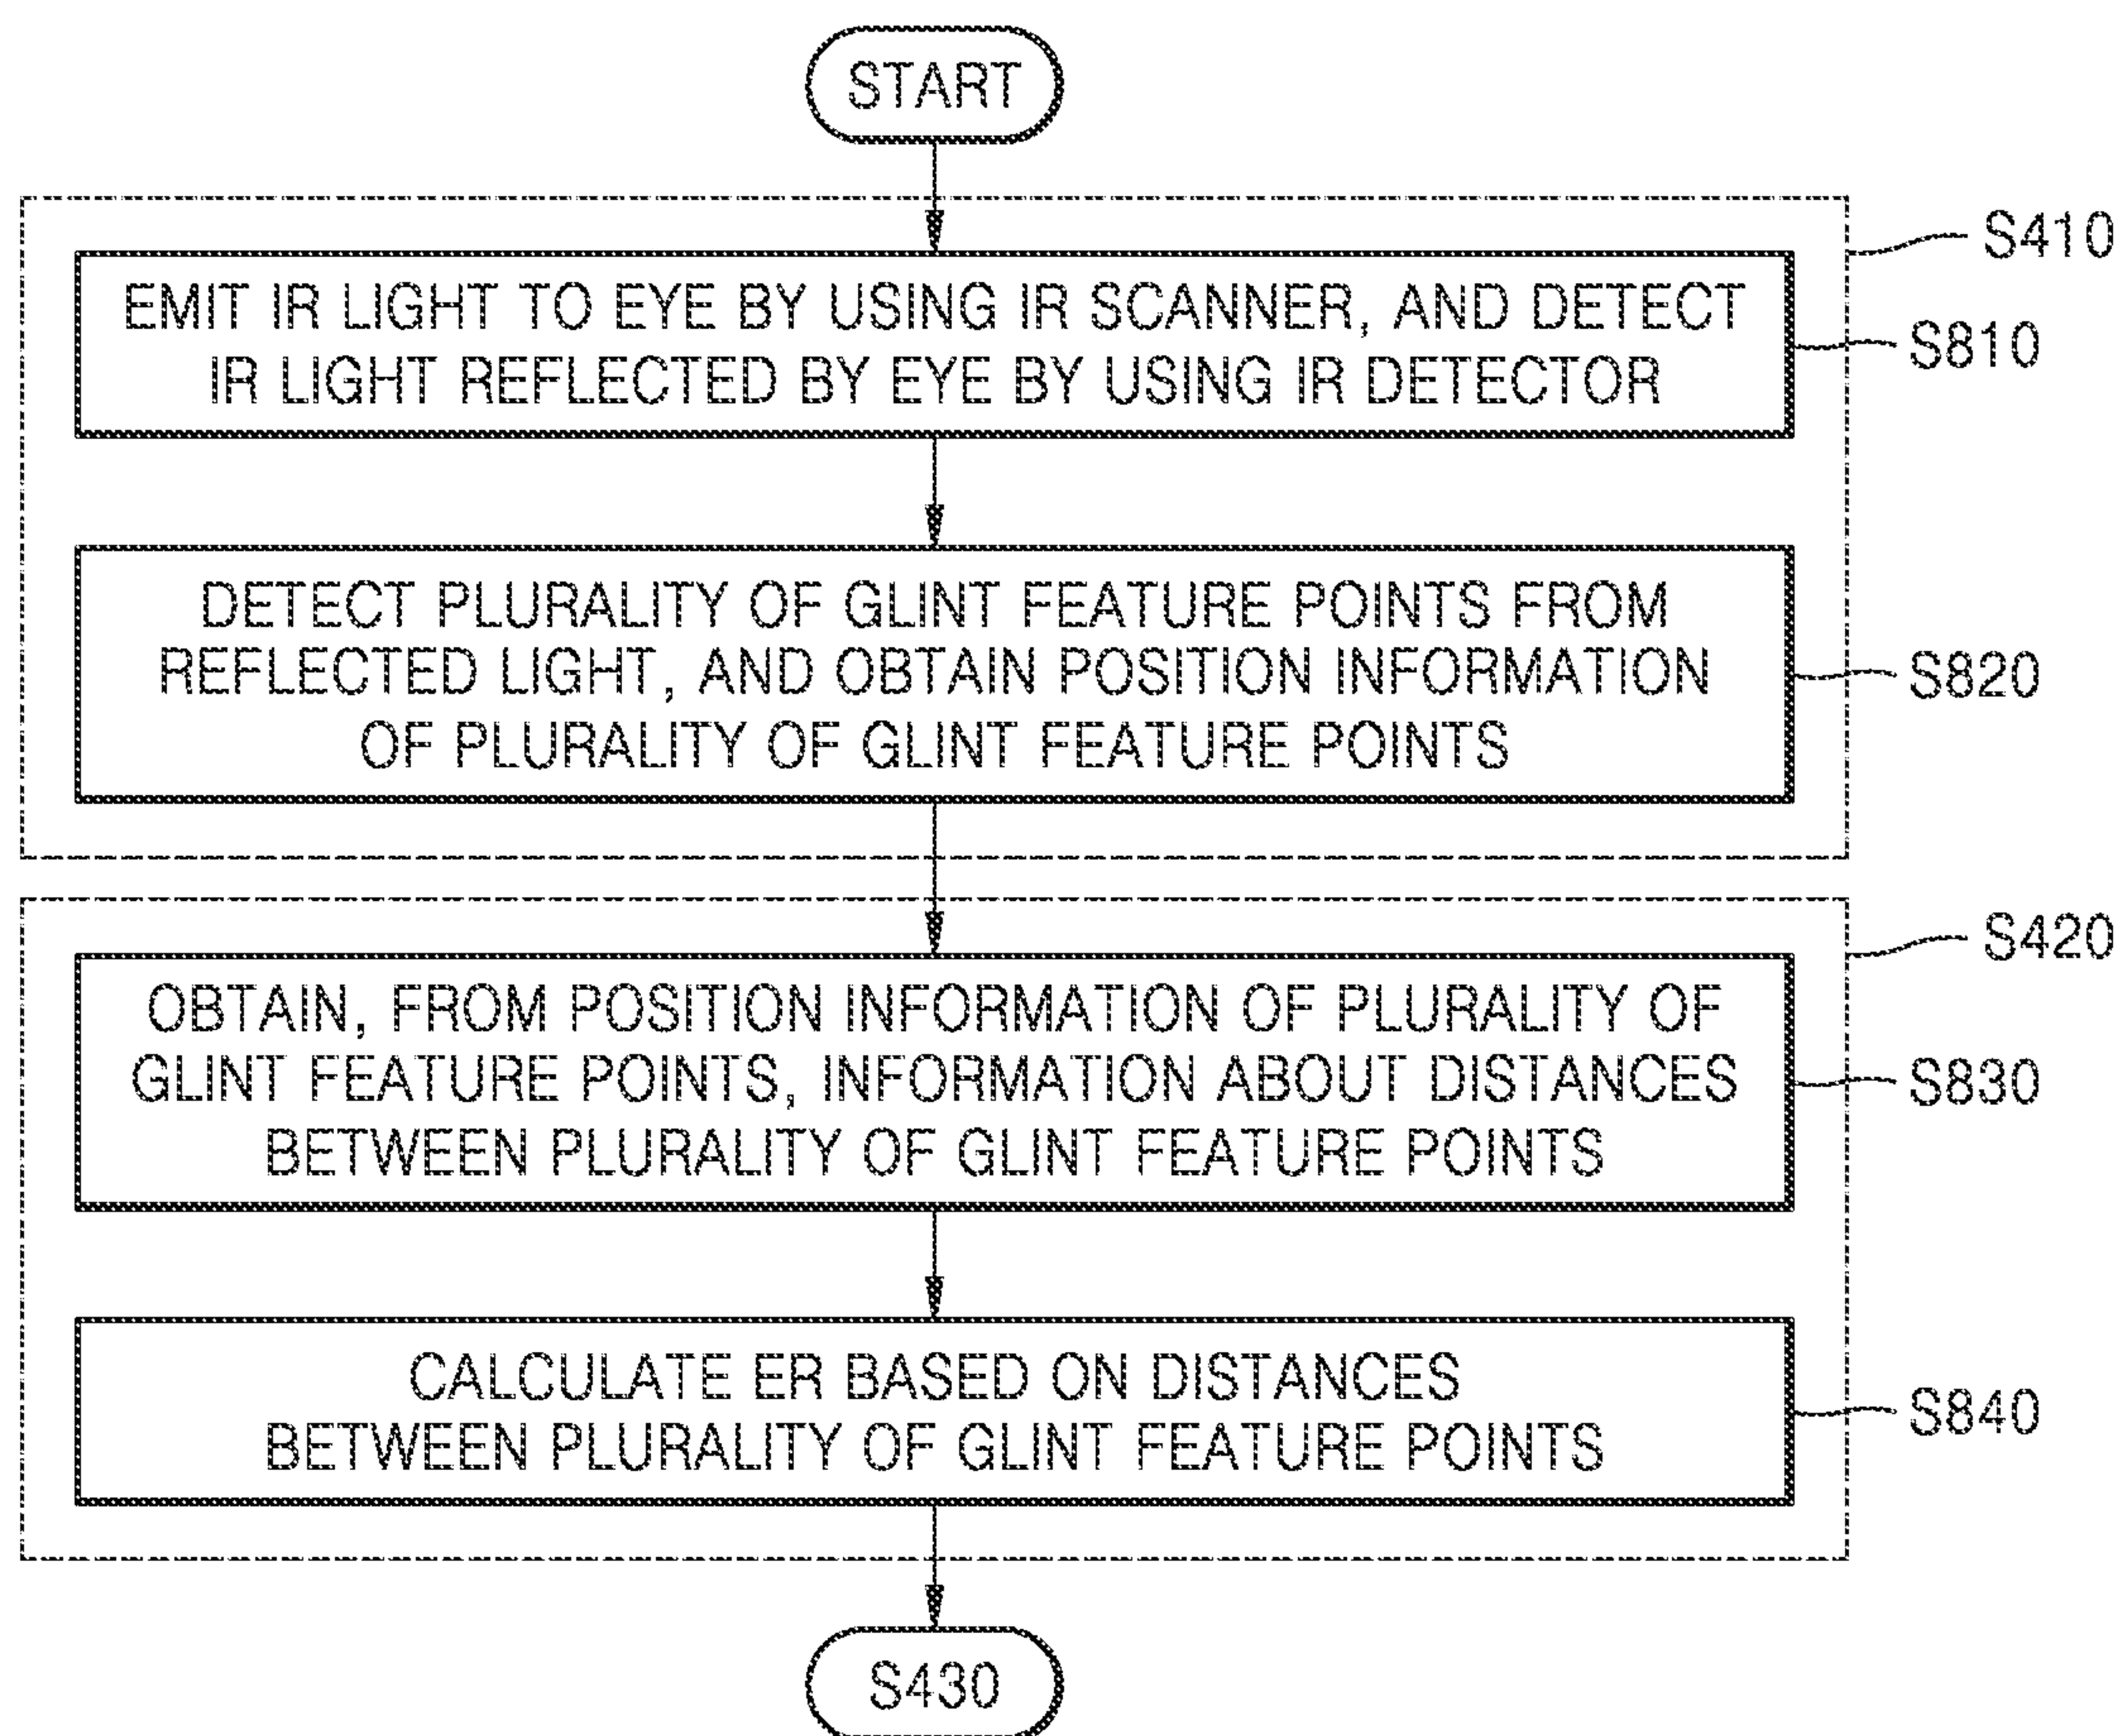 START
S410
EMIT IR LIGHT TO EYE BY USING IR SCANNER, AND DETECT
IR LIGHT REFLECTED BY EYE BY USING IR DETECTOR
S810
DETECT PLURALITY OF GLINT FEATURE POINTS FROM
REFLECTED LIGHT, AND OBTAIN POSITION INFORMATION
OF PLURALITY OF GLINT FEATURE POINTS
S820
S420
OBTAIN, FROM POSITION INFORMATION OF PLURALITY OF
GLINT FEATURE POINTS, INFORMATION ABOUT DISTANCES
BETWEEN PLURALITY OF GLINT FEATURE POINTS
S830
CALCULATE ER BASED ON DISTANCES
BETWEEN PLURALITY OF GLINT FEATURE POINTS
S840
S430